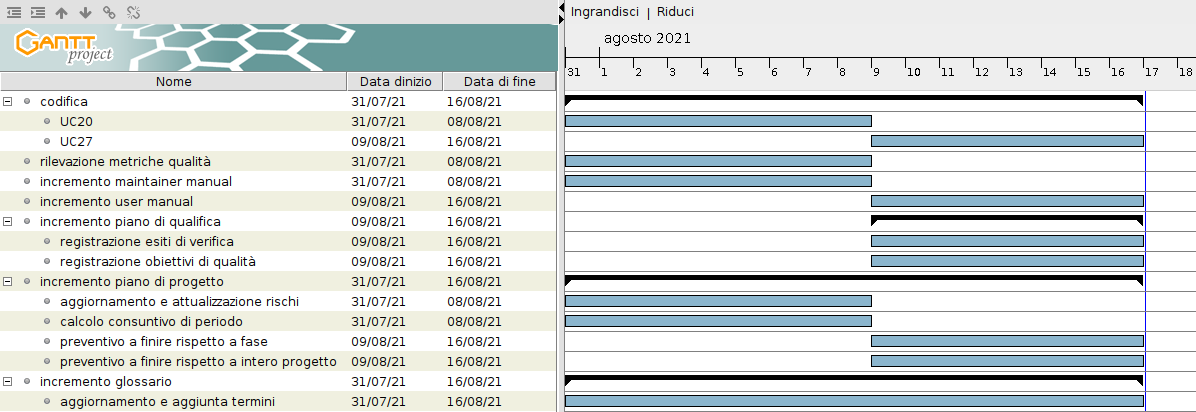 Ingrandisci | Riduci
GANTT project
agosto 2021
Nome Data dinizio Data di fine
31 1 2 3 4 5 6 7 8 9 10 11 12 13 14 15 16 17 18
codifica 31/07/21 16/08/21
UC20 31/07/21 08/08/21
UC27 09/08/21 16/08/21
rilevazione metriche qualità 31/07/21 08/08/21
incremento maintainer manual 31/07/21 08/08/21
incremento user manual 09/08/21 16/08/21
incremento piano di qualifica 09/08/21 16/08/21
registrazione esiti di verifica 09/08/21 16/08/21
registrazione obiettivi di qualità 09/08/21 16/08/21
incremento piano di progetto 31/07/21 16/08/21
aggiornamento e attualizzazione rischi 31/07/21 08/08/21
calcolo consuntivo di periodo 31/07/21 08/08/21
preventivo a finire rispetto a fase 09/08/21 16/08/21
preventivo a finire rispetto a intero progetto 09/08/21 16/08/21
incremento glossario 31/07/21 16/08/21
aggiornamento e aggiunta termini 31/07/21 16/08/21